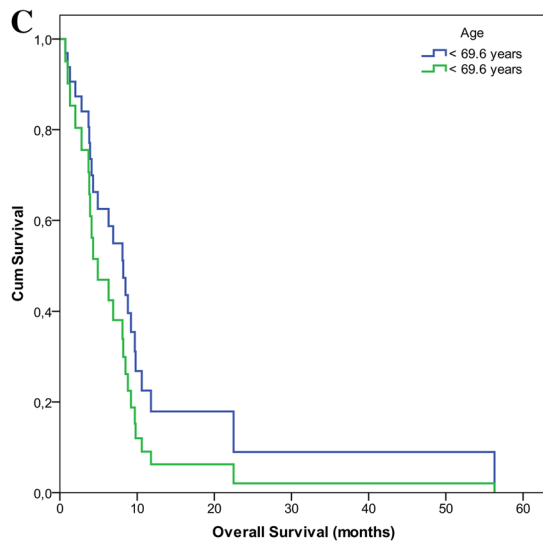 C
Age
< 69.6 years
< 69.6 years
1,0
0,8
0,6
0,4
0,2
0,0
Cum Survival
0 10 20 30 40 50 60
Overall Survival (months)